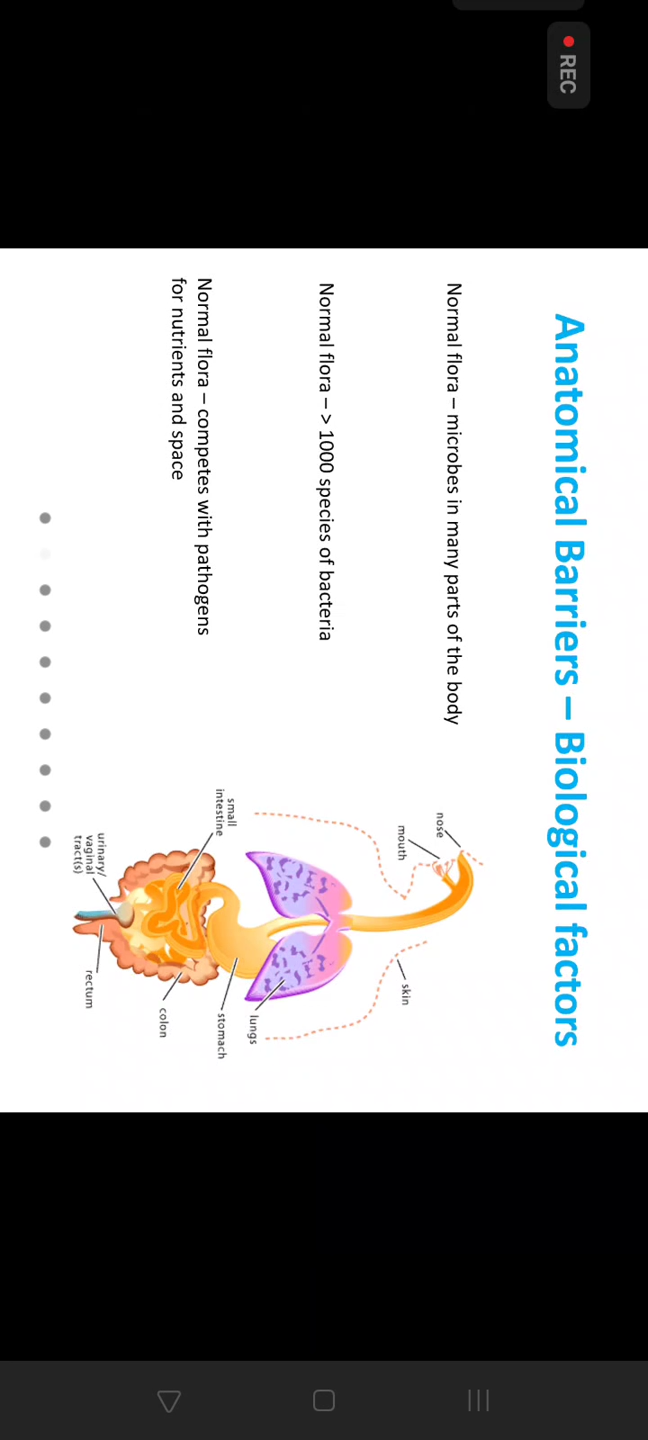 REC
Anatomical Barriers – Biological factors
Normal flora – microbes in many parts of the body
Normal flora – > 1000 species of bacteria
Normal flora – competes with pathogens
for nutrients and space
nose
mouth
skin
small
intestine
lungs
stomach
urinary/
vaginal
tract(s)
colon
rectum